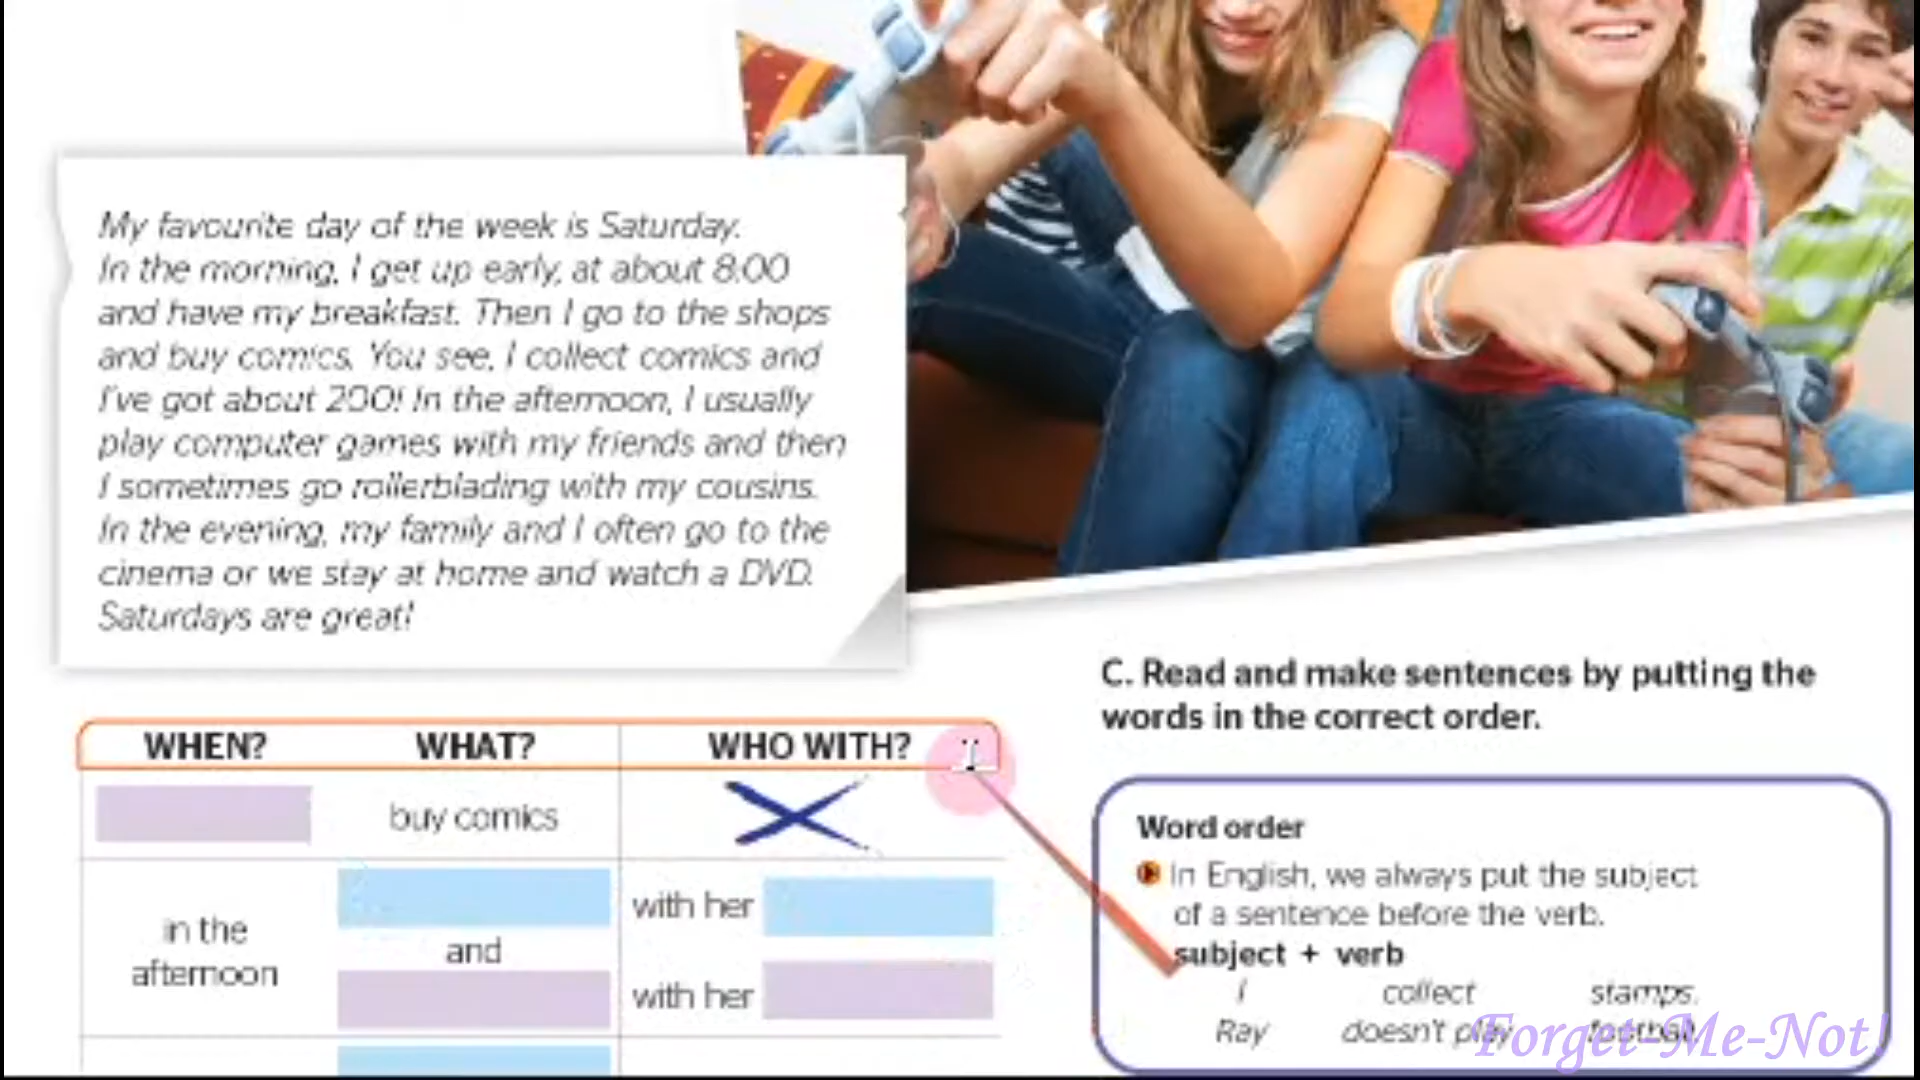 My favourite day of the week is Saturday.
In the morning, I get up early, at about 8:00
and have my breakfast. Then I go to the shops
and buy comics. You see, I collect comics and
I've got about 200! In the afternoon, I usually
play computer games with my friends and then
I sometimes go rollerblading with my cousins.
In the evening, my family and I often go to the
cinema or we stay at home and watch a DVD.
Saturdays are great!
WHEN? WHAT? WHO WITH?
buy comics
in the
afternoon
and
with her
with her
C. Read and make sentences by putting the
words in the correct order.
Word order
In English, we always put the subject
of a sentence before the verb.
subject + verb
I collect stamps.
Ray doesn't play football.
Forget-Me-Not!